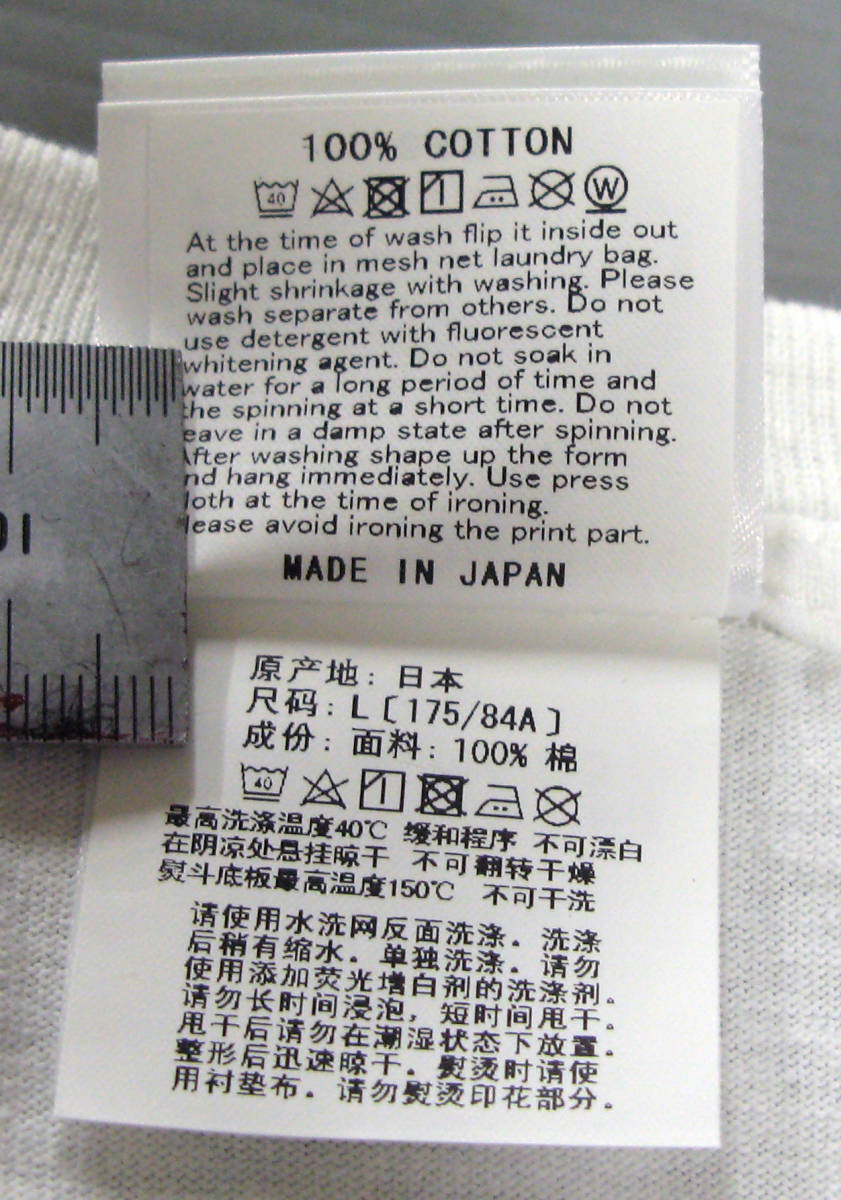 100% COTTON
40 W
At the time of wash flip it inside out
and place in mesh net laundry bag.
Slight shrinkage with washing. Please
wash separate from others. Do not
use detergent with fluorescent
whitening agent. Do not soak in
water for a long period of time and
the spinning at a short time. Do not
eave in a damp state after spinning.
After washing shape up the form
nd hang immediately. Use press
loth at the time of ironing.
lease avoid ironing the print part.
MADE IN JAPAN
原产地: 日本
尺码: L [175/84A]
成份: 面料: 100% 棉
40
最高洗涤温度40℃ 缓和程序 不可漂白
在阴凉处悬挂晾干 不可翻转干燥
熨斗底板最高温度150℃ 不可干洗
请使用水洗网反面洗涤。洗涤
后稍有缩水。单独洗涤。请勿
使用添加荧光增白剂的洗涤剂。
请勿长时间浸泡，短时间甩干。
甩干后请勿在潮湿状态下放置。
整形后迅速晾干。熨烫时请使
用衬垫布。请勿熨烫印花部分。